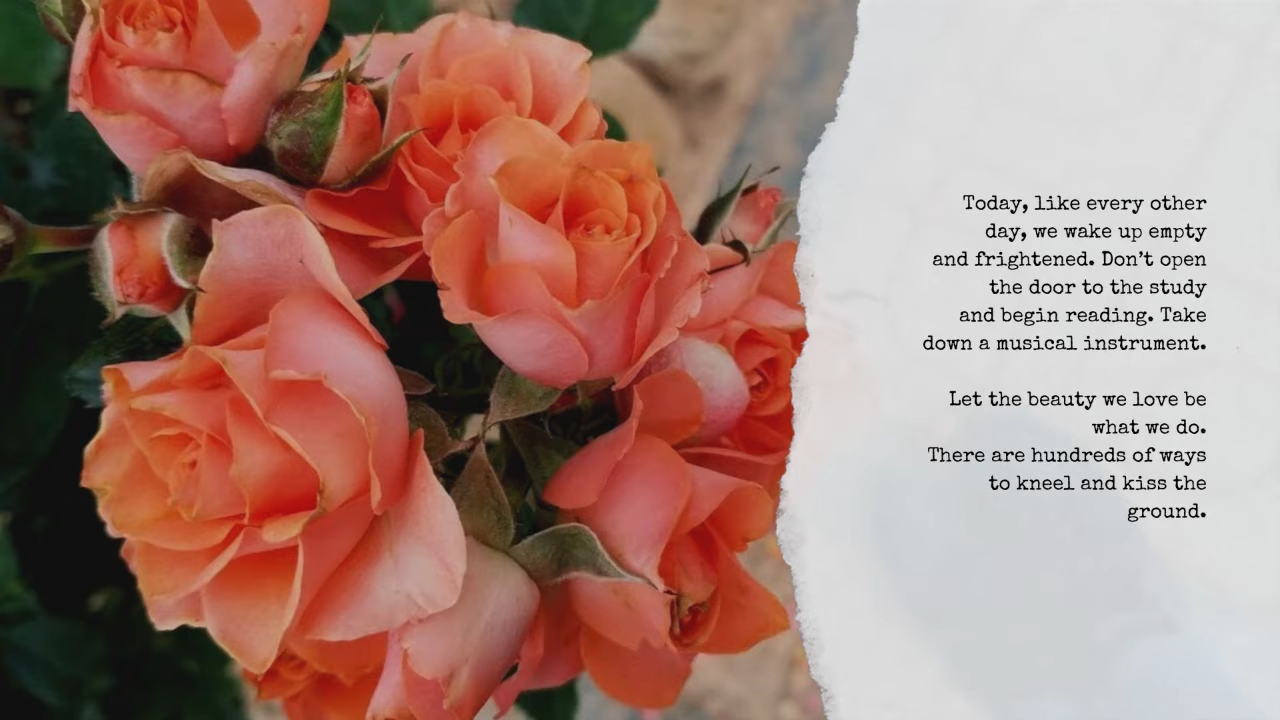 Today, like every other
day, we wake up empty
and frightened. Don’t open
the door to the study
and begin reading. Take
down a musical instrument.
Let the beauty we love be
what we do.
There are hundreds of ways
to kneel and kiss the
ground.